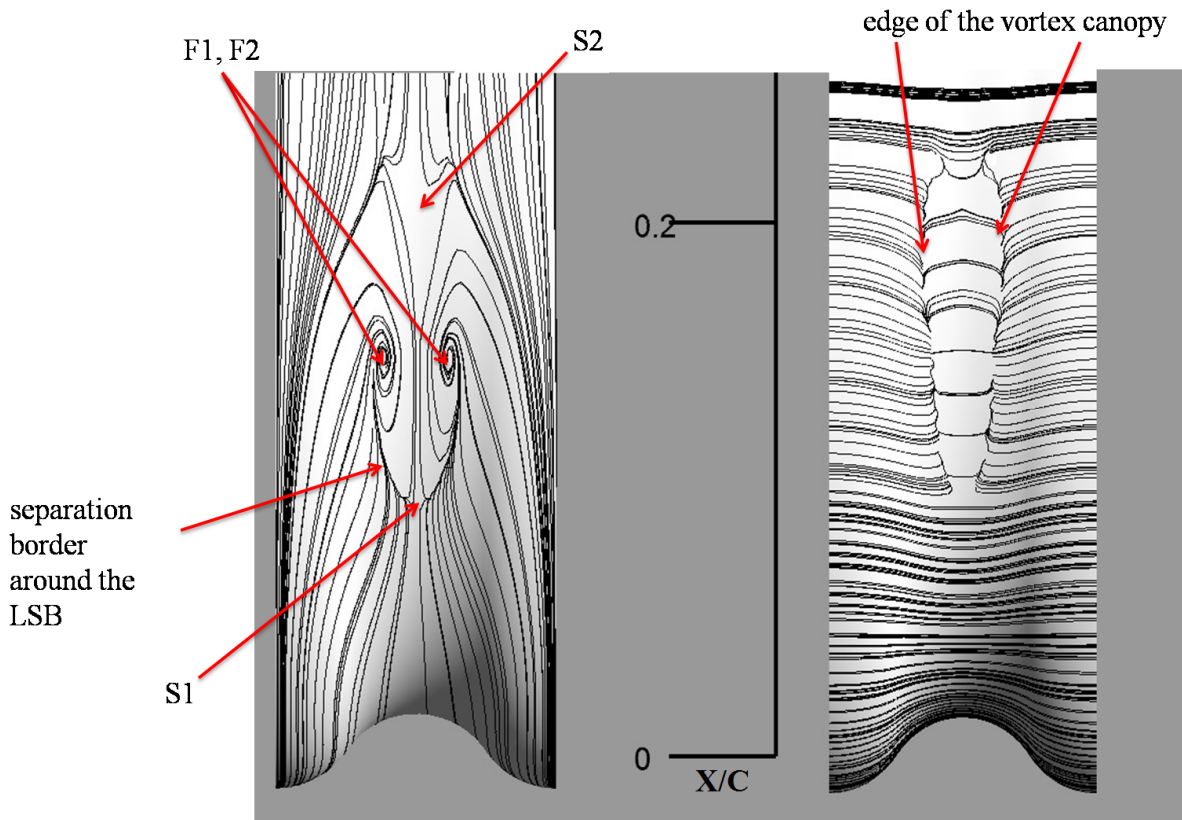 edge of the vortex canopy
F1, F2
S2
0.2
separation
border
around the
LSB
S1
0
X/C